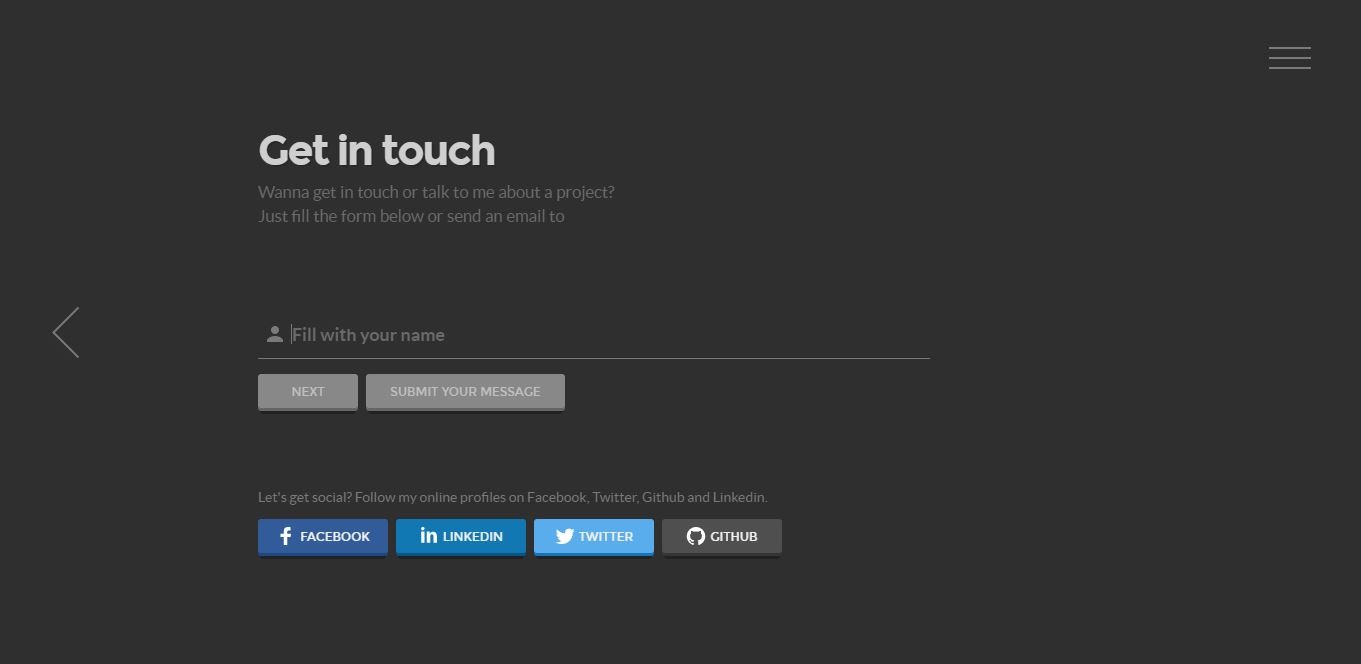 Get in touch
Wanna get in touch or talk to me about a project?
Just fill the form below or send an email to
Fill with your name
NEXT
SUBMIT YOUR MESSAGE
Let's get social? Follow my online profiles on Facebook, Twitter, Github and Linkedin.
FACEBOOK
LINKEDIN
TWITTER
GITHUB